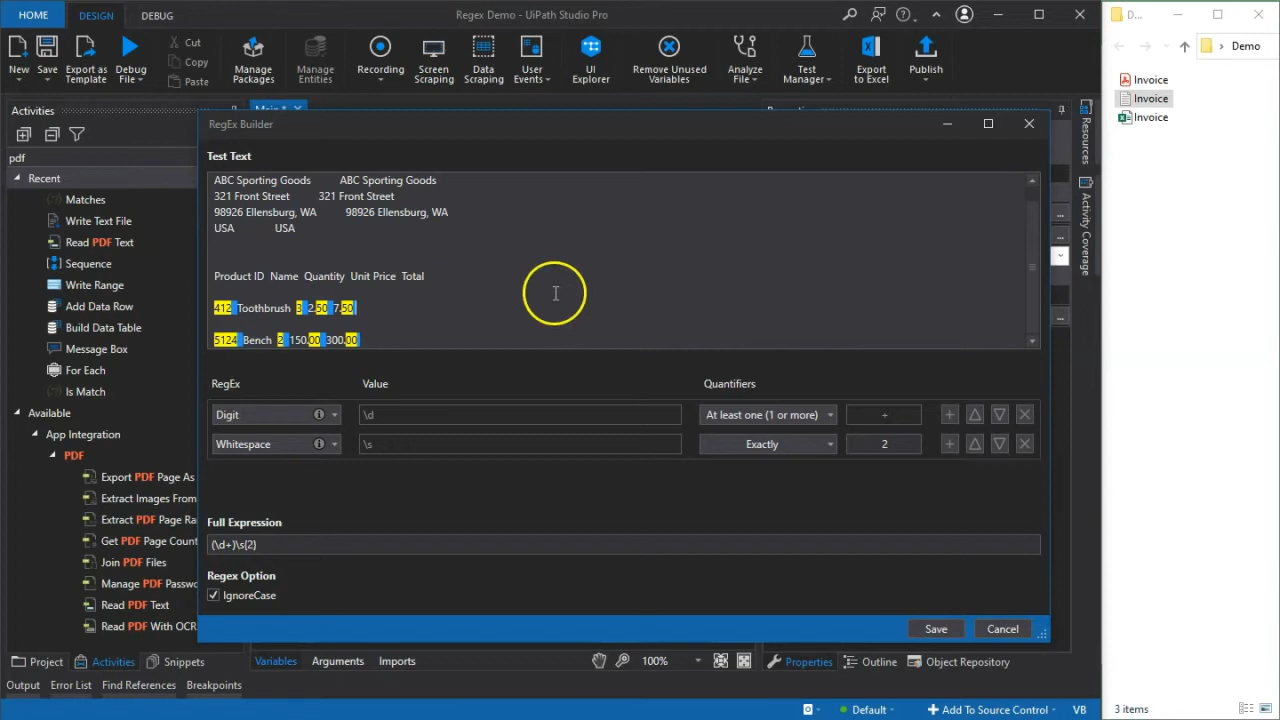 HOME DESIGN DEBUG Regex Demo - UiPath Studio Pro
D...
Demo
New Save Export as Template Debug File Cut Copy Paste Manage Packages Manage Entities Recording Screen Scraping Data Scraping User Events UI Explorer Remove Unused Variables Analyze File Test Manager Export to Excel Publish
Invoice
Invoice
Invoice
Activities
Main
pdf
Recent
Matches
Write Text File
Read PDF Text
Sequence
Write Range
Add Data Row
Build Data Table
Message Box
For Each
Is Match
Available
App Integration
PDF
Export PDF Page As
Extract Images From
Extract PDF Page Ra
Get PDF Page Count
Join PDF Files
Manage PDF Passwo
Read PDF Text
Read PDF With OCR
RegEx Builder
Test Text
ABC Sporting Goods ABC Sporting Goods
321 Front Street 321 Front Street
98926 Ellensburg, WA 98926 Ellensburg, WA
USA USA
Product ID Name Quantity Unit Price Total
412 Toothbrush 3 2.50 7.50
5124 Bench 2 150.00 300.00
RegEx Value Quantifiers
Digit \d At least one (1 or more) +
Whitespace \s Exactly 2
Full Expression
(\d+)\s{2}
Regex Option
IgnoreCase
Save Cancel
Resources
Activity Coverage
Project Activities Snippets
Variables Arguments Imports 100%
Properties Outline Object Repository
Output Error List Find References Breakpoints
Default Add To Source Control VB
3 items